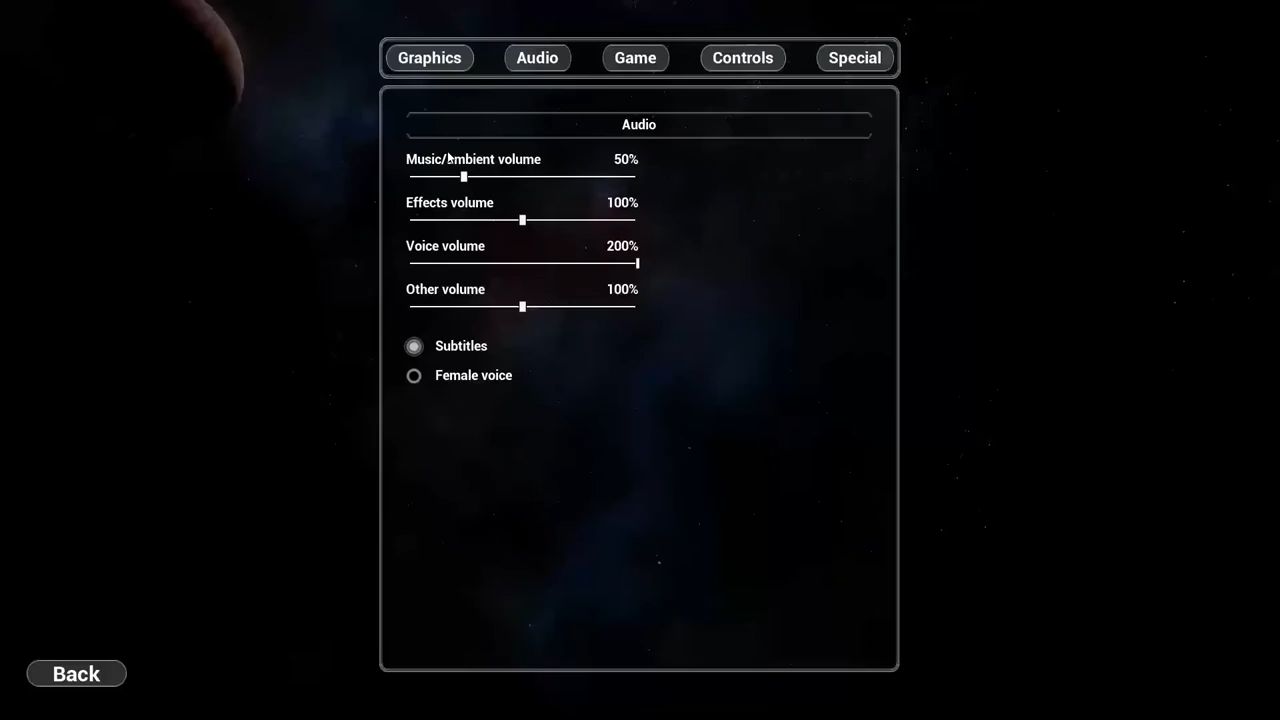 Graphics Audio Game Controls Special
Audio
Music/Ambient volume 50%
Effects volume 100%
Voice volume 200%
Other volume 100%
Subtitles
Female voice
Back